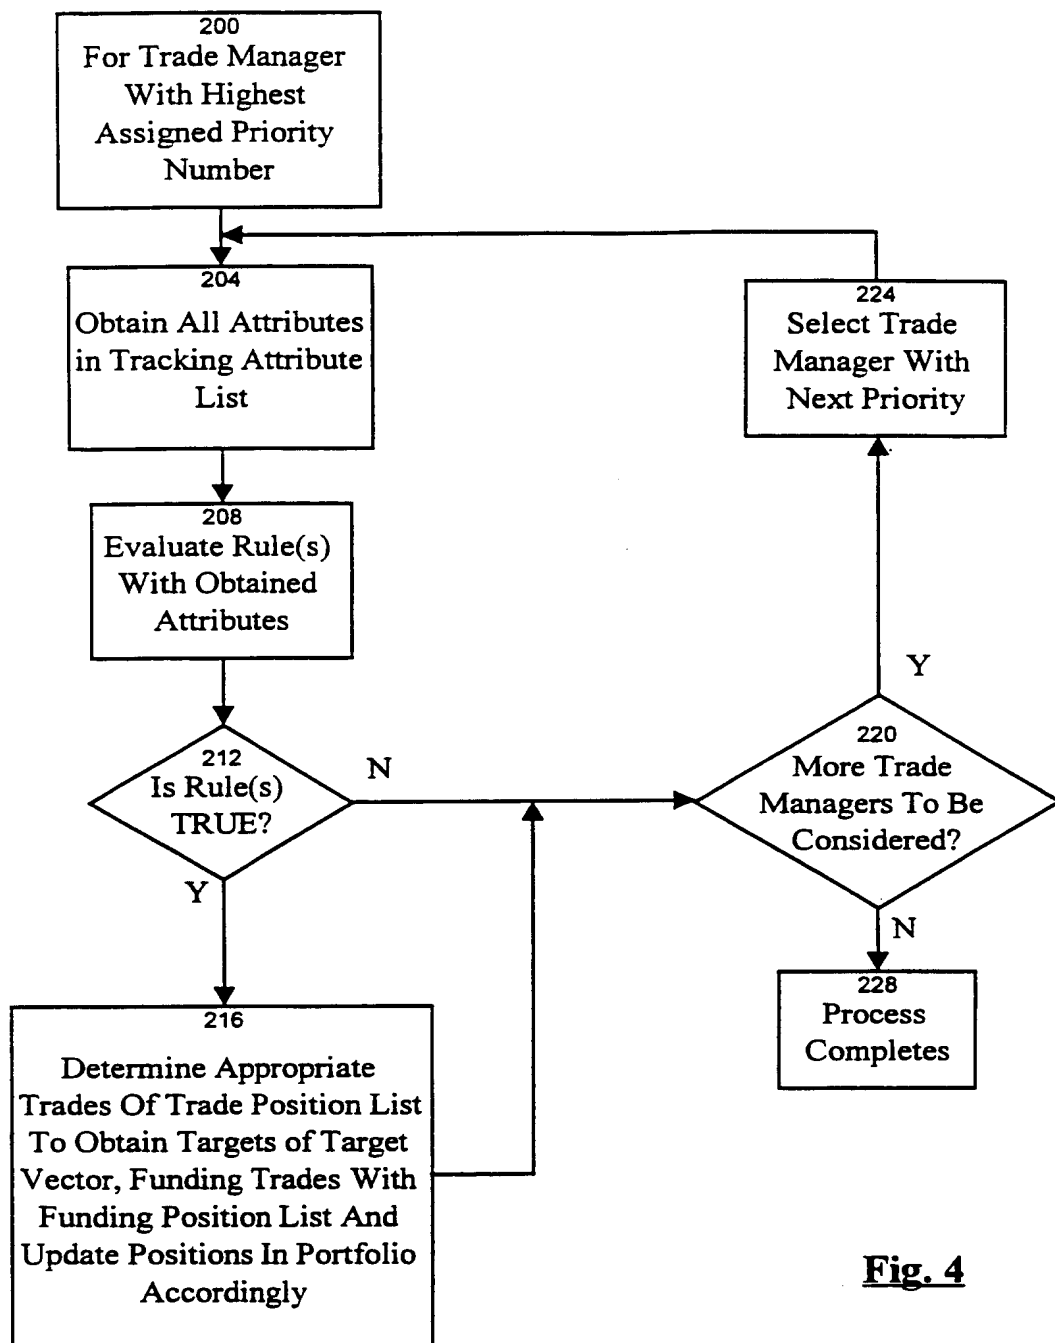 200
For Trade Manager
With Highest
Assigned Priority
Number
204
Obtain All Attributes
in Tracking Attribute
List
224
Select Trade
Manager With
Next Priority
208
Evaluate Rule(s)
With Obtained
Attributes
Y
212
Is Rule(s)
TRUE?
N
220
More Trade
Managers To Be
Considered?
Y
N
228
Process
Completes
216
Determine Appropriate
Trades Of Trade Position List
To Obtain Targets of Target
Vector, Funding Trades With
Funding Position List And
Update Positions In Portfolio
Accordingly
Fig. 4